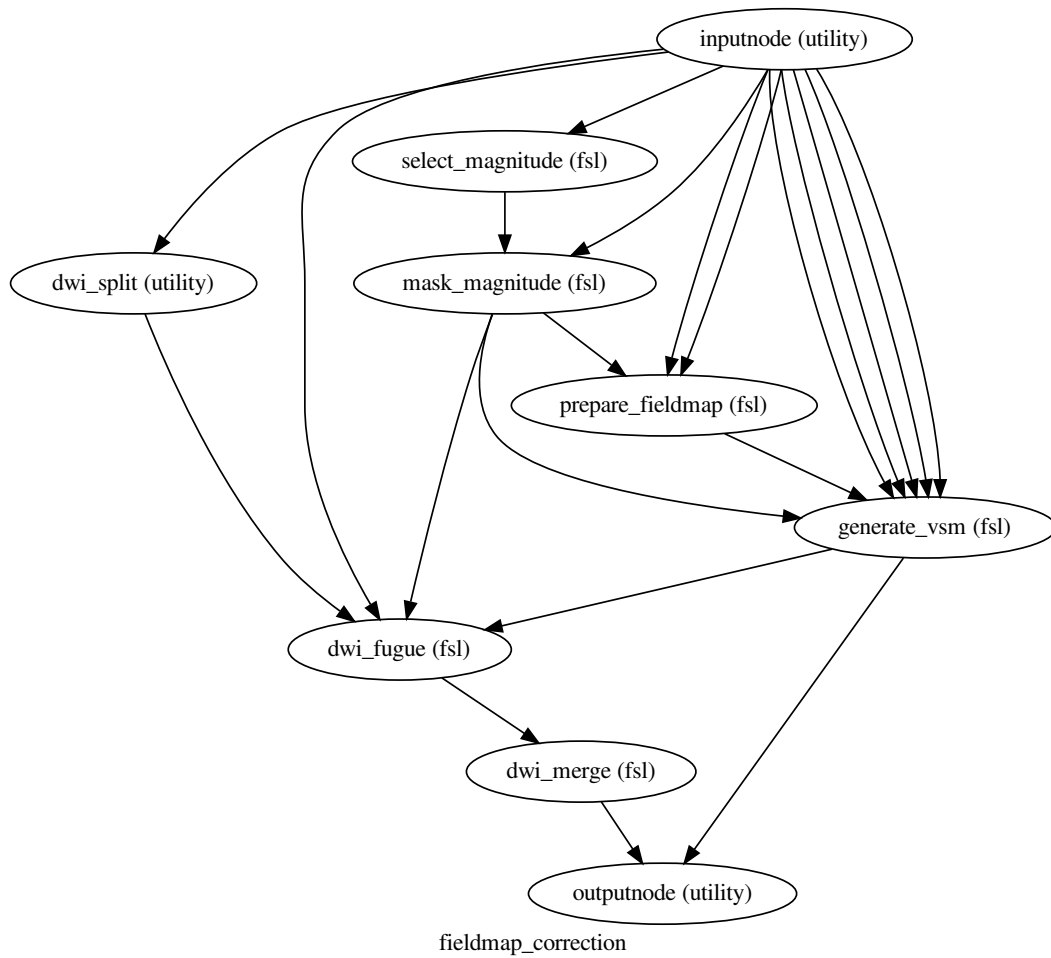 inputnode (utility)
select_magnitude (fsl)
dwi_split (utility)
mask_magnitude (fsl)
prepare_fieldmap (fsl)
generate_vsm (fsl)
dwi_fugue (fsl)
dwi_merge (fsl)
outputnode (utility)
fieldmap_correction